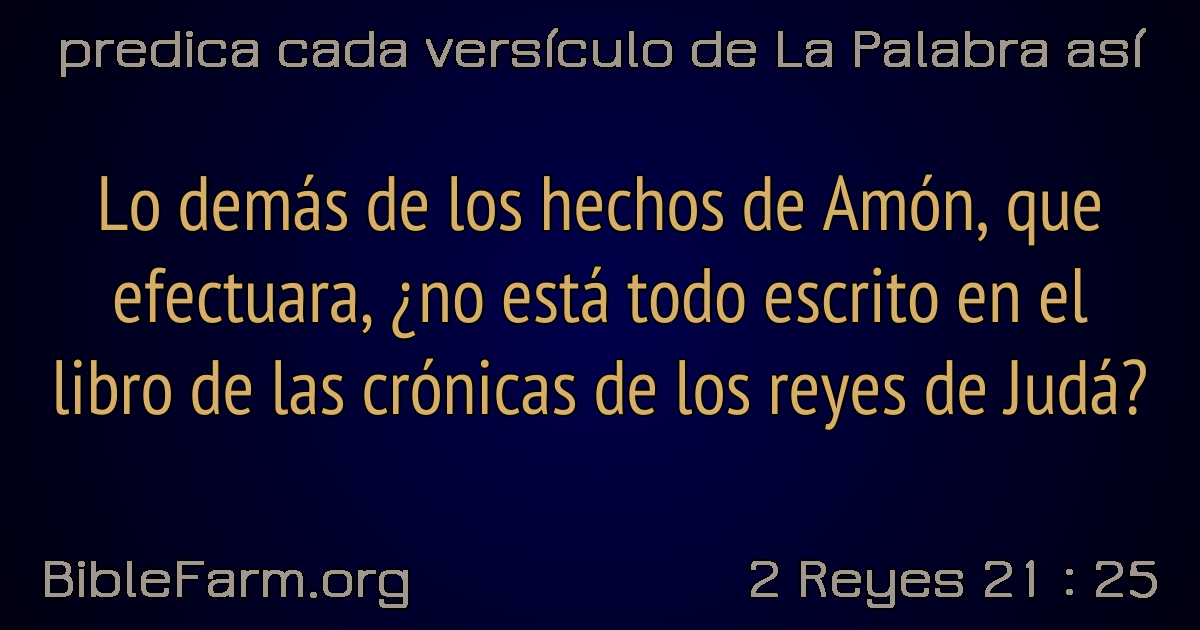 predica cada versículo de La Palabra así
Lo demás de los hechos de Amón, que
efectuara, ¿no está todo escrito en el
libro de las crónicas de los reyes de Judá?
BibleFarm.org
2 Reyes 21 : 25